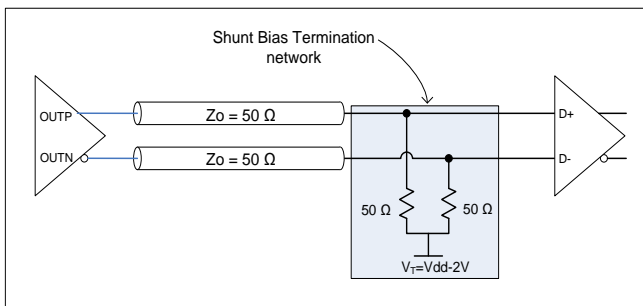 Shunt Bias Termination
network
OUTP
Zo = 50 Ω
D+
OUTN
Zo = 50 Ω
D-
50 Ω
50 Ω
VT=Vdd-2V